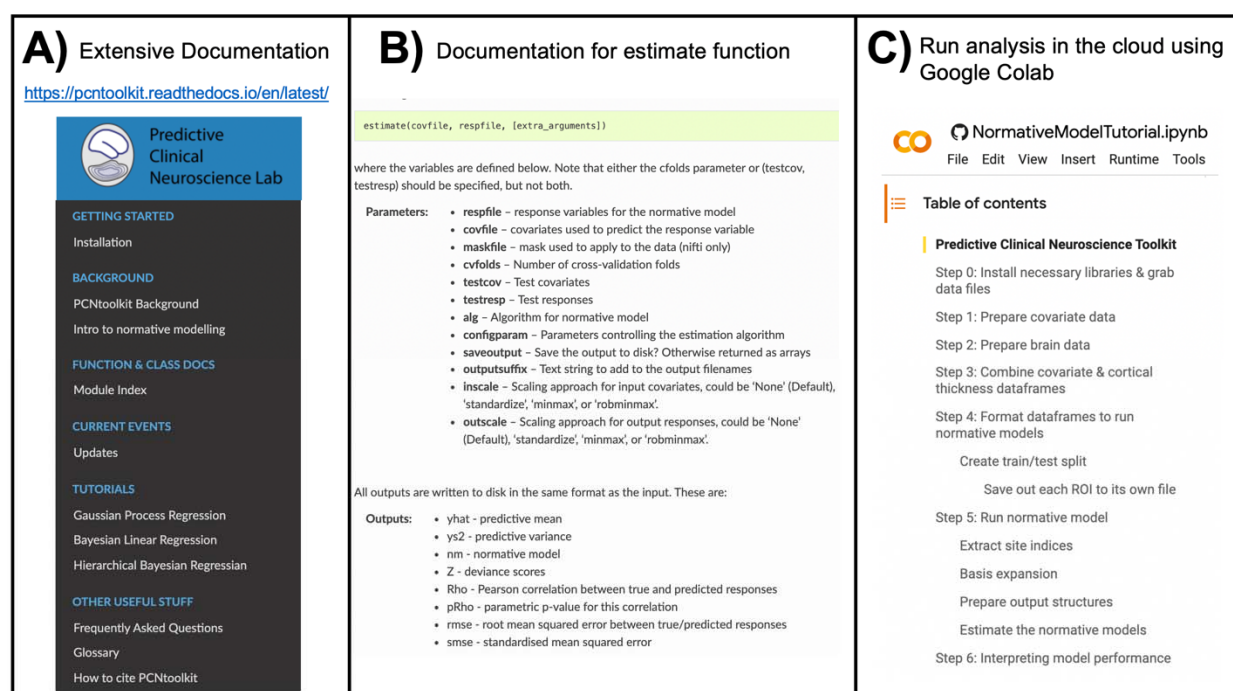 A) Extensive Documentation
https://pcntoolkit.readthedocs.io/en/latest/
Predictive
Clinical
Neuroscience Lab
GETTING STARTED
Installation
BACKGROUND
PCNtoolkit Background
Intro to normative modelling
FUNCTION & CLASS DOCS
Module Index
CURRENT EVENTS
Updates
TUTORIALS
Gaussian Process Regression
Bayesian Linear Regression
Hierarchical Bayesian Regressian
OTHER USEFUL STUFF
Frequently Asked Questions
Glossary
How to cite PCNtoolkit
B) Documentation for estimate function
estimate(covfile, respfile, [extra_arguments])
where the variables are defined below. Note that either the cfolds parameter or (testcov,
testresp) should be specified, but not both.
Parameters: • respfile – response variables for the normative model
• covfile – covariates used to predict the response variable
• maskfile – mask used to apply to the data (nifti only)
• cvfolds – Number of cross-validation folds
• testcov – Test covariates
• testresp – Test responses
• alg – Algorithm for normative model
• configparam – Parameters controlling the estimation algorithm
• saveoutput – Save the output to disk? Otherwise returned as arrays
• outputsuffix – Text string to add to the output filenames
• inscale – Scaling approach for input covariates, could be 'None' (Default),
'standardize', 'minmax', or 'robminmax'.
• outscale – Scaling approach for output responses, could be 'None'
(Default), 'standardize', 'minmax', or 'robminmax'.
All outputs are written to disk in the same format as the input. These are:
Outputs: • yhat - predictive mean
• ys2 - predictive variance
• nm - normative model
• Z - deviance scores
• Rho - Pearson correlation between true and predicted responses
• pRho - parametric p-value for this correlation
• rmse - root mean squared error between true/predicted responses
• smse - standardised mean squared error
C) Run analysis in the cloud using
Google Colab
NormativeModelTutorial.ipynb
File Edit View Insert Runtime Tools
Table of contents
Predictive Clinical Neuroscience Toolkit
Step 0: Install necessary libraries & grab
data files
Step 1: Prepare covariate data
Step 2: Prepare brain data
Step 3: Combine covariate & cortical
thickness dataframes
Step 4: Format dataframes to run
normative models
Create train/test split
Save out each ROI to its own file
Step 5: Run normative model
Extract site indices
Basis expansion
Prepare output structures
Estimate the normative models
Step 6: Interpreting model performance